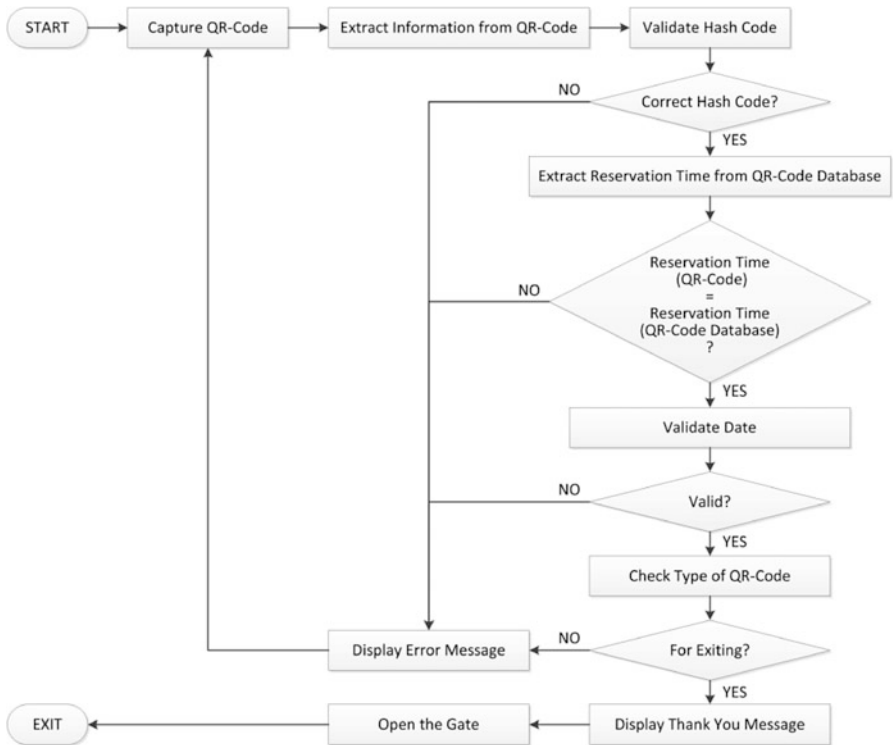 START
Capture QR-Code
Extract Information from QR-Code
Validate Hash Code
NO
Correct Hash Code?
YES
Extract Reservation Time from QR-Code Database
NO
Reservation Time
(QR-Code)
=
Reservation Time
(QR-Code Database)
?
YES
Validate Date
NO
Valid?
YES
Check Type of QR-Code
Display Error Message
NO
For Exiting?
YES
EXIT
Open the Gate
Display Thank You Message